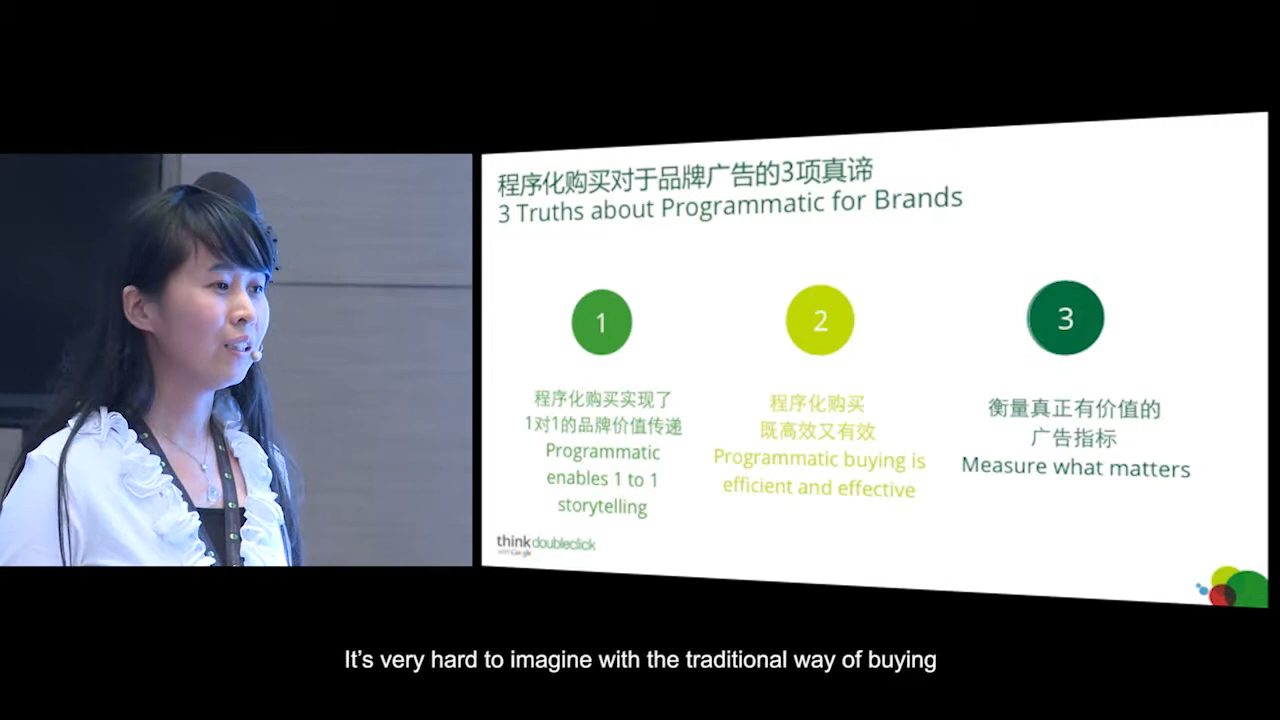 程序化购买对于品牌广告的3项真谛
3 Truths about Programmatic for Brands
1
程序化购买实现了
1对1的品牌价值传递
Programmatic
enables 1 to 1
storytelling
2
程序化购买
既高效又有效
Programmatic buying is
efficient and effective
3
衡量真正有价值的
广告指标
Measure what matters
think doubleclick
with Google
It’s very hard to imagine with the traditional way of buying